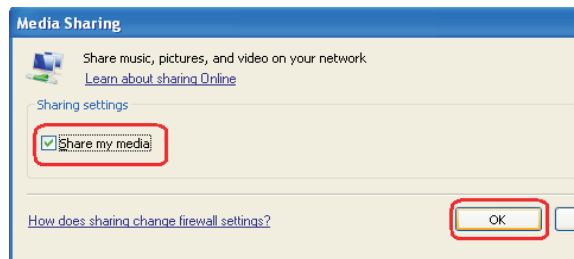 Media Sharing
Share music, pictures, and video on your network
Learn about sharing Online
Sharing settings
Share my media
How does sharing change firewall settings?
OK